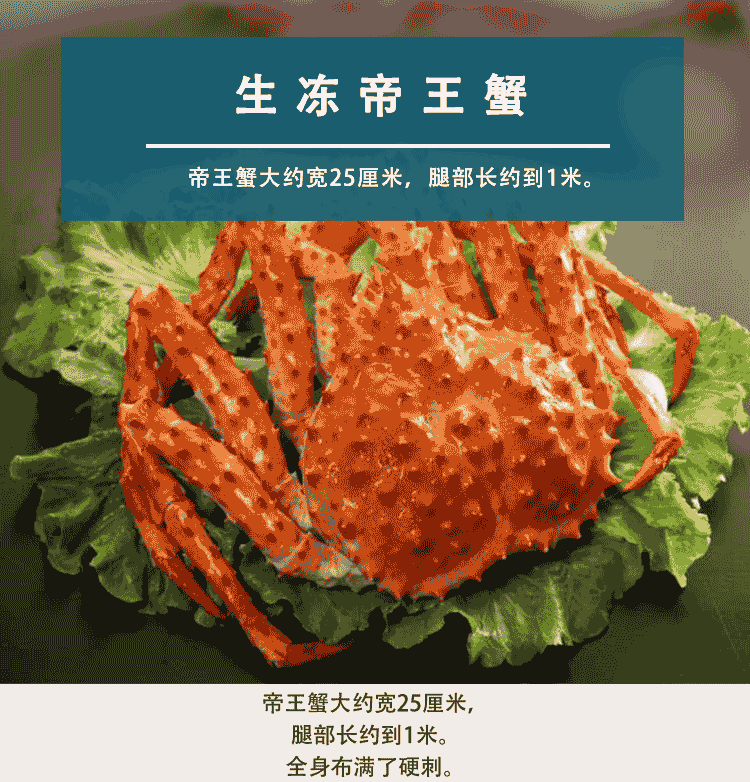 生冻帝王蟹
帝王蟹大约宽25厘米，腿部长约到1米。
帝王蟹大约宽25厘米，
腿部长约到1米。
全身布满了硬刺。